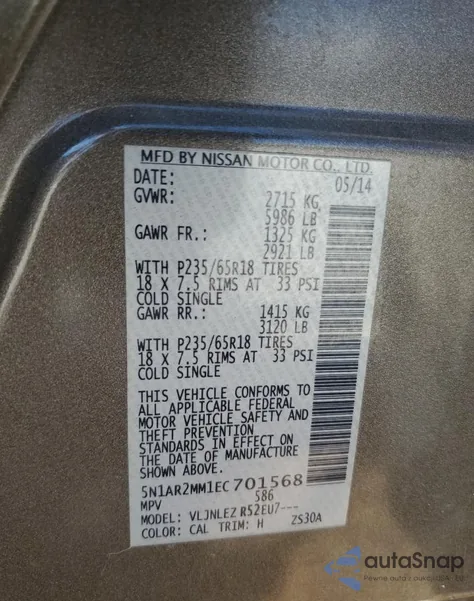 MFD BY NISSAN MOTOR CO., LTD.
DATE: 05/14
GVWR: 2715 KG
5986 LB
GAWR FR.: 1325 KG
2921 LB
WITH P235/65R18 TIRES
18 X 7.5 RIMS AT 33 PSI
COLD SINGLE
GAWR RR.: 1415 KG
3120 LB
WITH P235/65R18 TIRES
18 X 7.5 RIMS AT 33 PSI
COLD SINGLE
THIS VEHICLE CONFORMS TO
ALL APPLICABLE FEDERAL
MOTOR VEHICLE SAFETY AND
THEFT PREVENTION
STANDARDS IN EFFECT ON
THE DATE OF MANUFACTURE
SHOWN ABOVE.
5N1AR2MM1EC701568
MPV 586
MODEL: VLJNLEZ R52EU7---
COLOR: CAL TRIM: H ZS30A
autaSnap
Pewne auta z